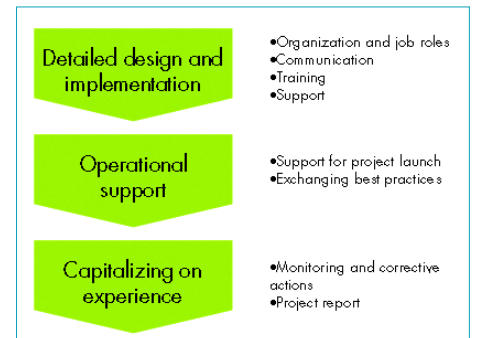 Detailed design and
implementation
•Organization and job roles
•Communication
•Training
•Support
Operational
support
•Support for project launch
•Exchanging best practices
Capitalizing on
experience
•Monitoring and corrective
actions
•Project report